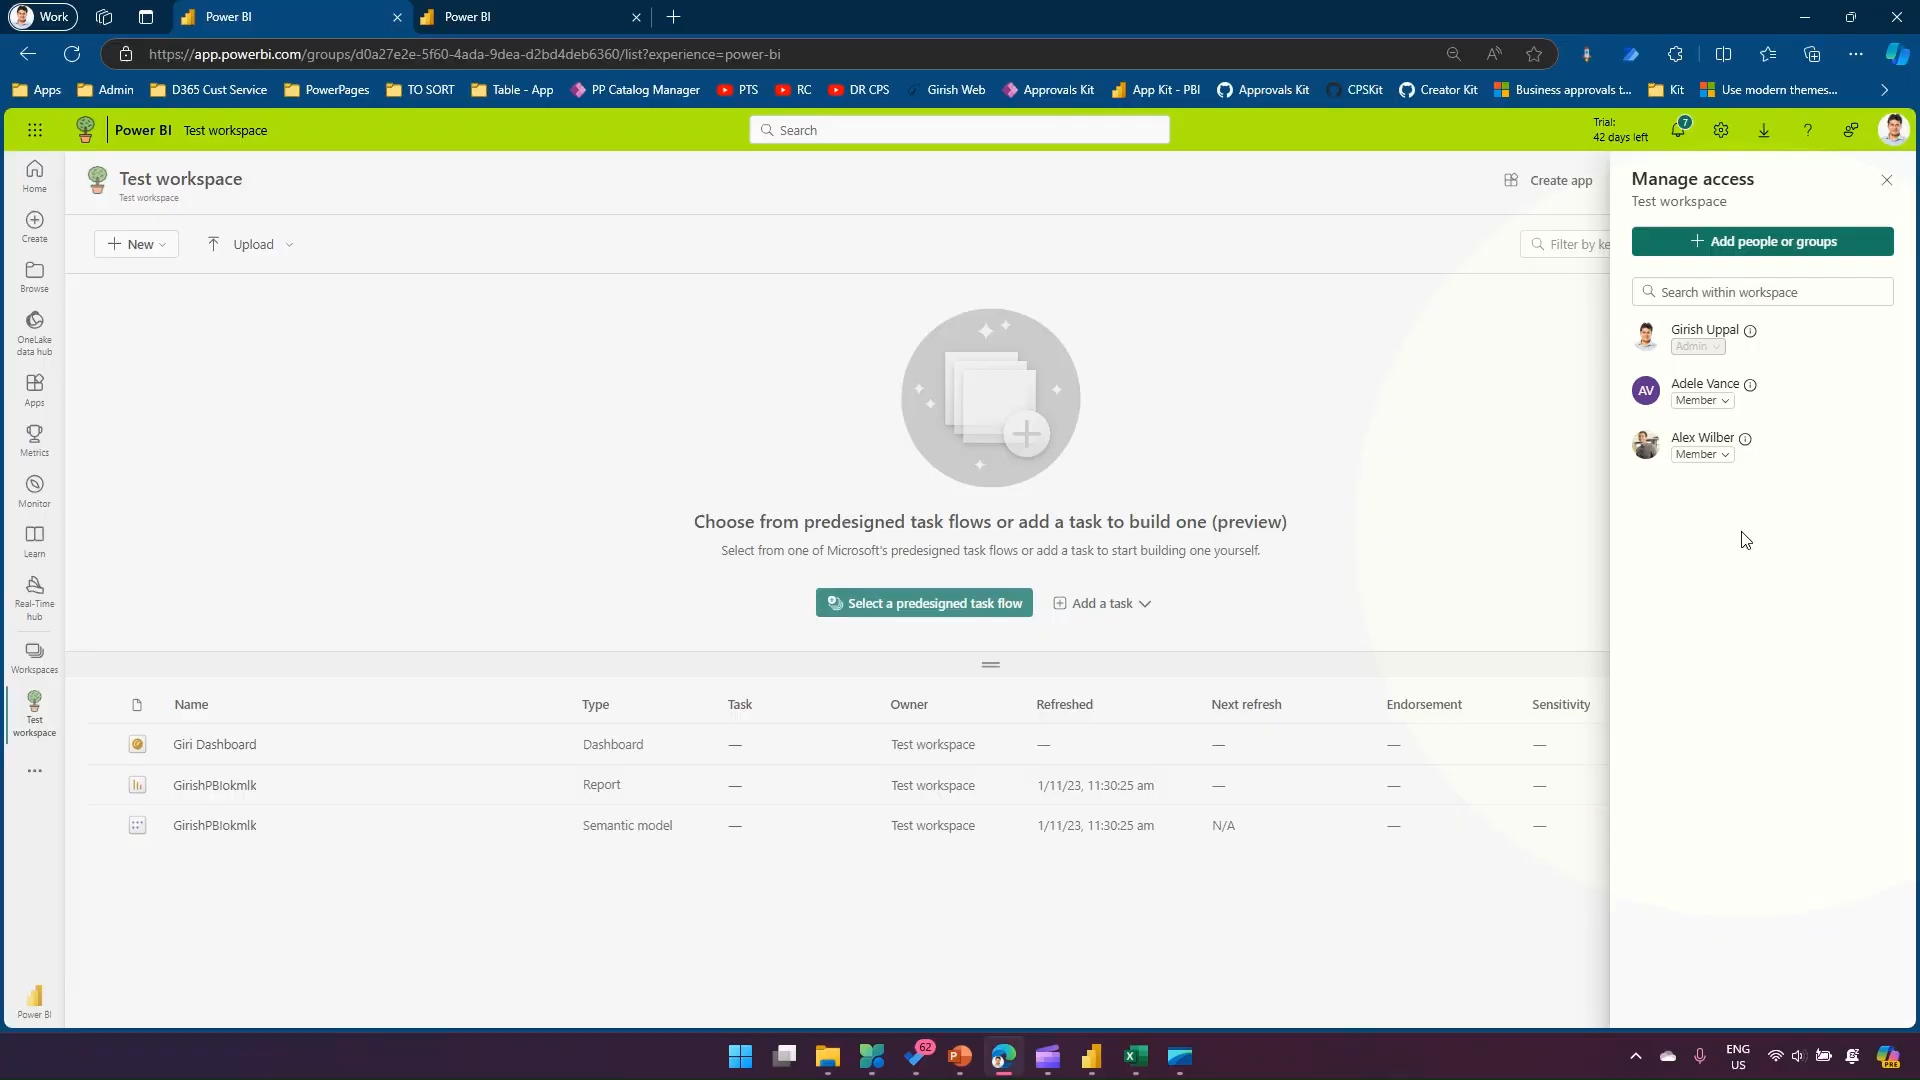 Work
Power BI
Power BI
https://app.powerbi.com/groups/d0a27e2e-5f60-4ada-9dea-d2bd4deb6360/list?experience=power-bi
Apps
Admin
D365 Cust Service
PowerPages
TO SORT
Table - App
PP Catalog Manager
PTS
RC
DR CPS
Girish Web
Approvals Kit
App Kit - PBI
Approvals Kit
CPSKit
Creator Kit
Business approvals t...
Kit
Use modern themes...
Power BI Test workspace
Search
Trial:
42 days left
7
Home
Create
Browse
OneLake
data hub
Apps
Metrics
Monitor
Learn
Real-Time
hub
Workspaces
Test
workspace
Power BI
Test workspace
Test workspace
Create app
New
Upload
Filter by ke
Choose from predesigned task flows or add a task to build one (preview)
Select from one of Microsoft's predesigned task flows or add a task to start building one yourself.
Select a predesigned task flow
Add a task
Name Type Task Owner Refreshed Next refresh Endorsement Sensitivity
Giri Dashboard Dashboard — Test workspace — — — —
GirishPBIokmlk Report — Test workspace 1/11/23, 11:30:25 am — — —
GirishPBIokmlk Semantic model — Test workspace 1/11/23, 11:30:25 am N/A — —
Manage access
Test workspace
Add people or groups
Search within workspace
Girish Uppal
Admin
AV
Adele Vance
Member
Alex Wilber
Member
62
ENG
US
PRE